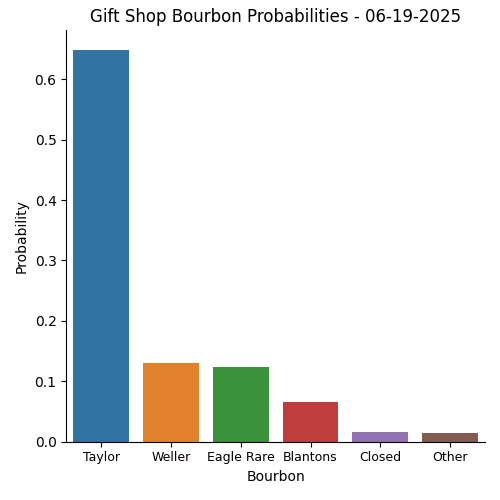 Gift Shop Bourbon Probabilities - 06-19-2025
Probability
0.6
0.5
0.4
0.3
0.2
0.1
0.0
Taylor Weller Eagle Rare Blantons Closed Other
Bourbon